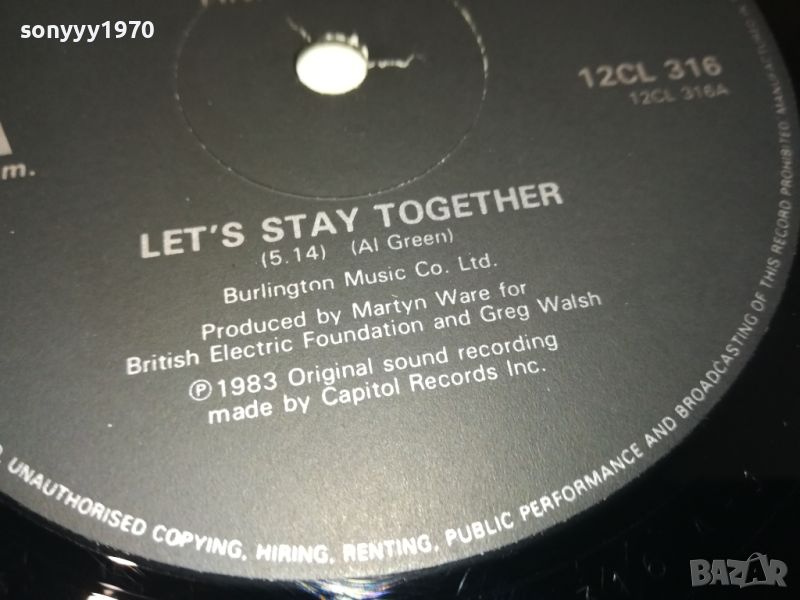 sonyyy1970
12CL 316
12CL 316A
m.
LET'S STAY TOGETHER
(5.14) (Al Green)
Burlington Music Co. Ltd.
Produced by Martyn Ware for
British Electric Foundation and Greg Walsh
Ⓟ 1983 Original sound recording
made by Capitol Records Inc.
UNAUTHORISED COPYING, HIRING, RENTING, PUBLIC PERFORMANCE AND BROADCASTING OF THIS RECORD PROHIBITED
BAZAR